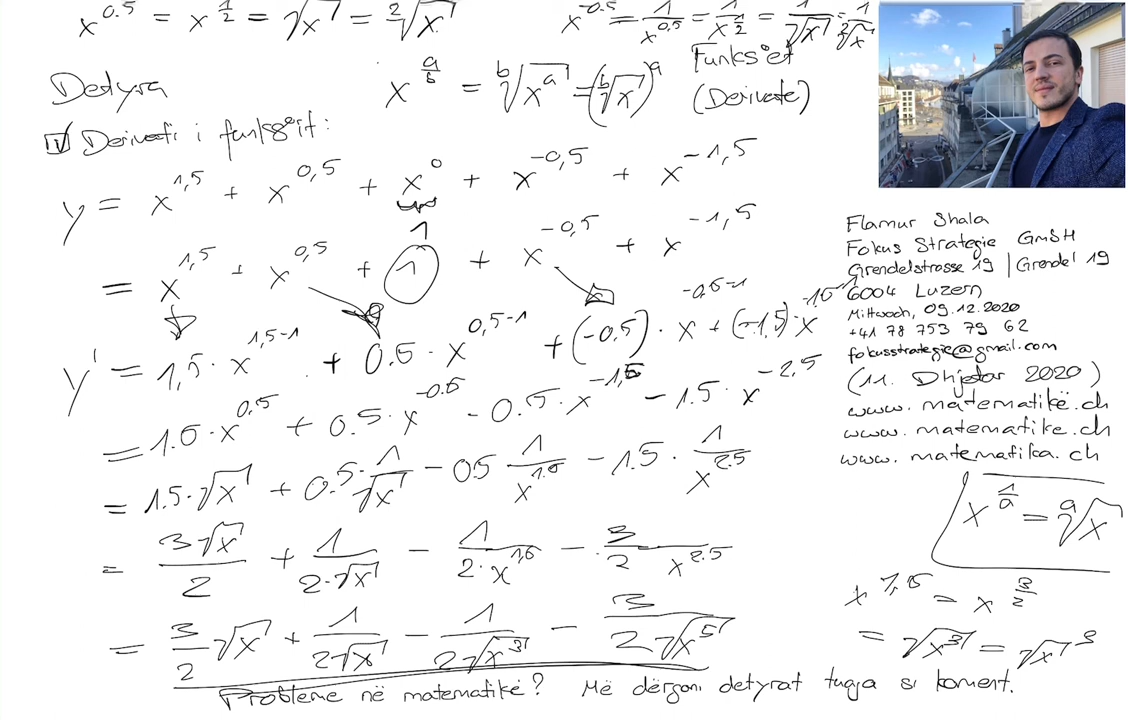 x^0.5 = x^(1/2) = √x = ²√x
x^-0.5 = 1/x^0.5 = 1/x^(1/2) = 1/√x = 1/²√x
Detyra
x^(a/b) = ᵇ√(x^a) = (ᵇ√x)^a
Funksiet
(Derivate)
IV Derivati i funksioit:
y = x^1,5 + x^0,5 + x^0 + x^-0,5 + x^-1,5
1
= x^1,5 + x^0,5 + 1 + x^-0,5 + x^-1,5
y' = 1,5 · x^(1,5-1) + 0.5 · x^(0,5-1) + (-0.5) · x^(-0.5-1) + (-1,5) · x^(-1.5-1)
= 1.5 · x^0,5 + 0.5 · x^-0.5 - 0.5 · x^-1,5 - 1.5 · x^-2,5
= 1.5 · √x + 0.5 · 1/√x - 0.5 · 1/x^1.5 - 1.5 · 1/x^2.5
= 3√x/2 + 1/(2·√x) - 1/(2·x^1,5) - 3/(2 x^2.5)
= 3/2 √x + 1/(2√x) - 1/(2√x³) - 3/(2√x⁵)
Flamur Shala
Fokus Strategie GmbH
Grendelstrosse 19 | Grendel 19
6004 Luzern
Mittwoch, 09.12.2020
+41 78 753 79 62
fokusstrategie@gmail.com
(11. Dhjetor 2020)
www.matematikë.ch
www.matematike.ch
www.matematika.ch
x^(1/a) = ᵃ√x
x^1,5 = x^(3/2)
= √x³ = √x ³
Probleme në matematikë? Më dërgoni detyrat tuaja si koment.